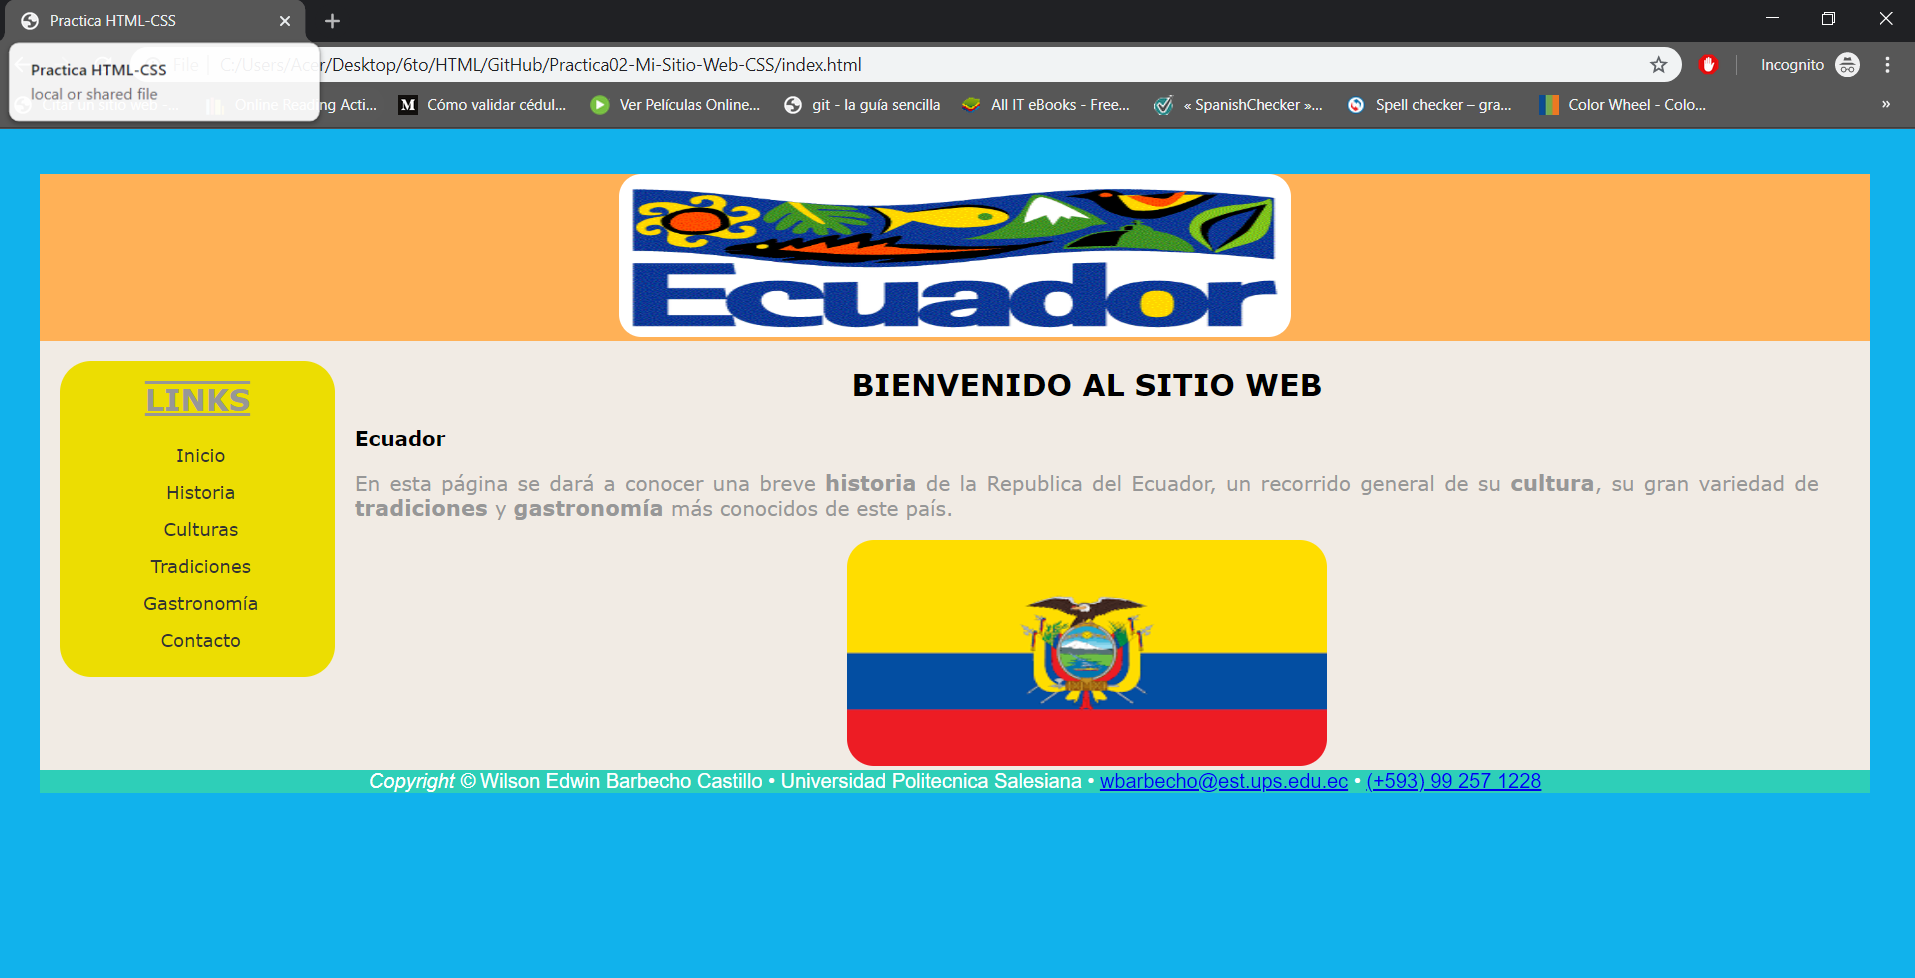 Practica HTML-CSS
Practica HTML-CSS
local or shared file
File | C:/Users/Acer/Desktop/6to/HTML/GitHub/Practica02-Mi-Sitio-Web-CSS/index.html
Incognito
Citar un sitio web -... Online Reading Acti... M Cómo validar cédul... Ver Películas Online... git - la guía sencilla All IT eBooks - Free... « SpanishChecker »... Spell checker – gra... Color Wheel - Colo... »
Ecuador
LINKS
Inicio
Historia
Culturas
Tradiciones
Gastronomía
Contacto
BIENVENIDO AL SITIO WEB
Ecuador
En esta página se dará a conocer una breve historia de la Republica del Ecuador, un recorrido general de su cultura, su gran variedad de
tradiciones y gastronomía más conocidos de este país.
Copyright © Wilson Edwin Barbecho Castillo • Universidad Politecnica Salesiana • wbarbecho@est.ups.edu.ec • (+593) 99 257 1228